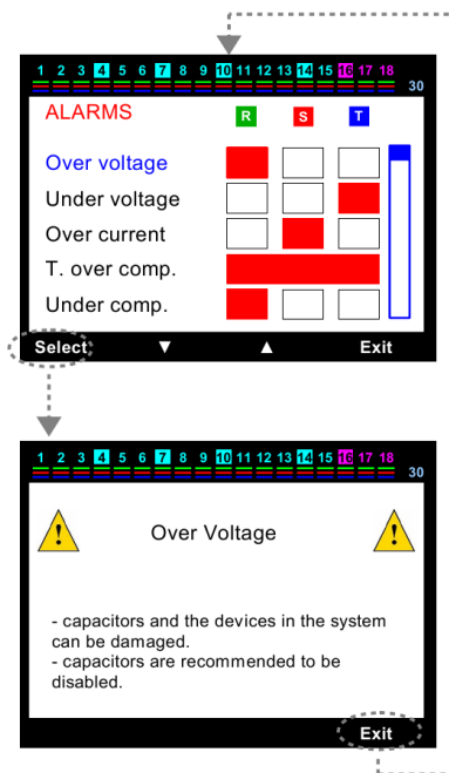 1 2 3 4 5 6 7 8 9 10 11 12 13 14 15 16 17 18
30
ALARMS R S T
Over voltage
Under voltage
Over current
T. over comp.
Under comp.
Select ▼ ▲ Exit
1 2 3 4 5 6 7 8 9 10 11 12 13 14 15 16 17 18
30
! Over Voltage !
- capacitors and the devices in the system
can be damaged.
- capacitors are recommended to be
disabled.
Exit